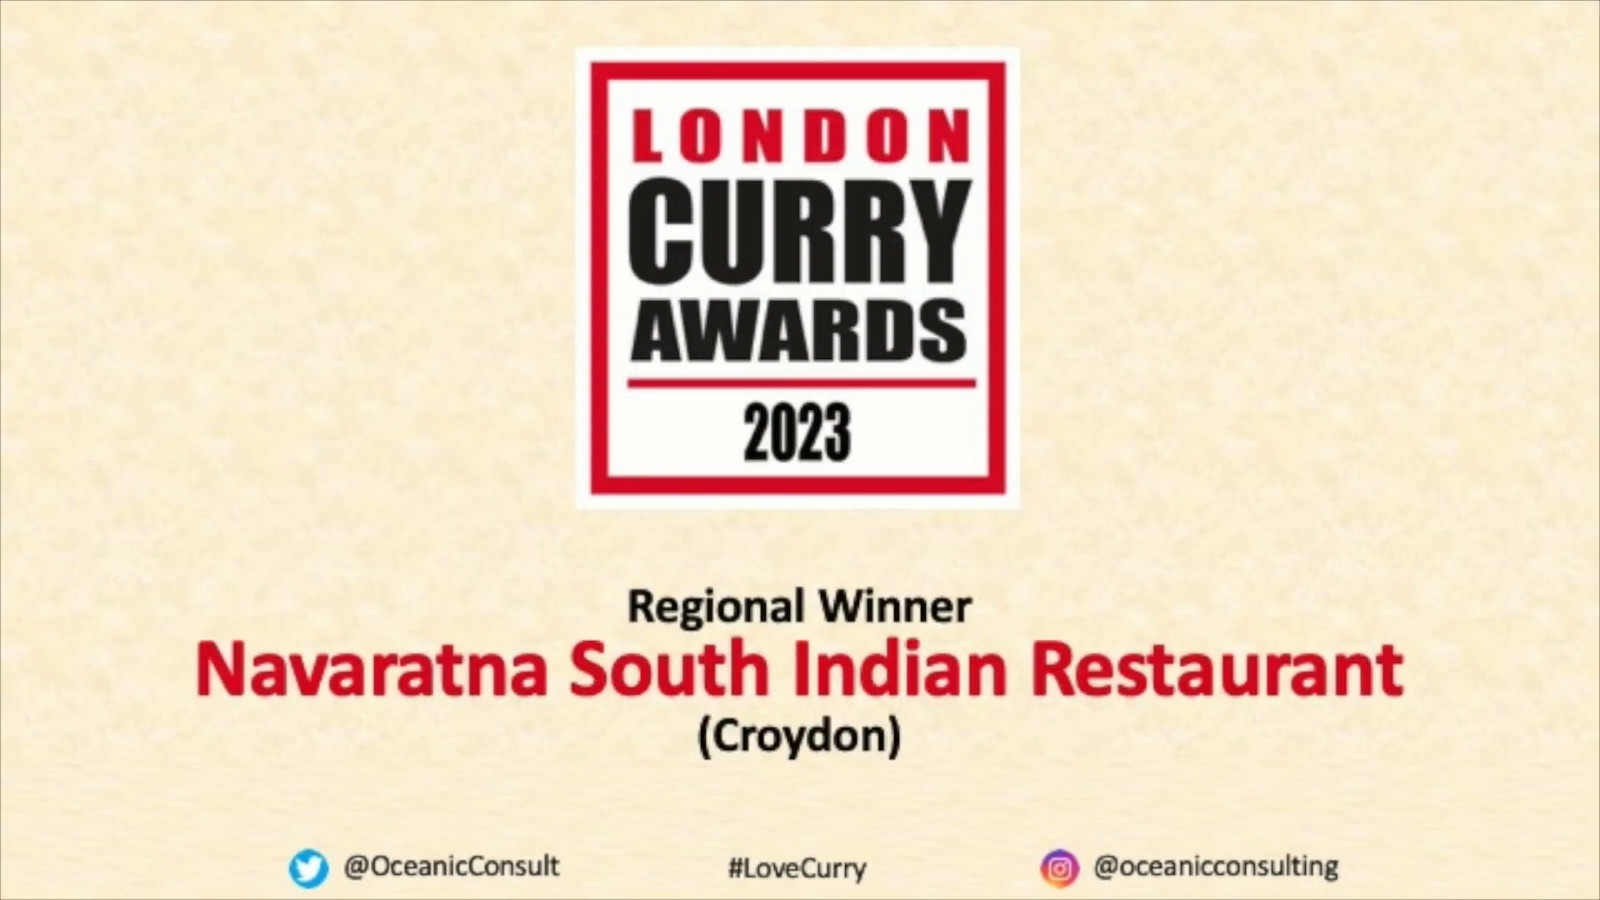 LONDON
CURRY
AWARDS
2023
Regional Winner
Navaratna South Indian Restaurant
(Croydon)
@OceanicConsult #LoveCurry @oceanicconsulting